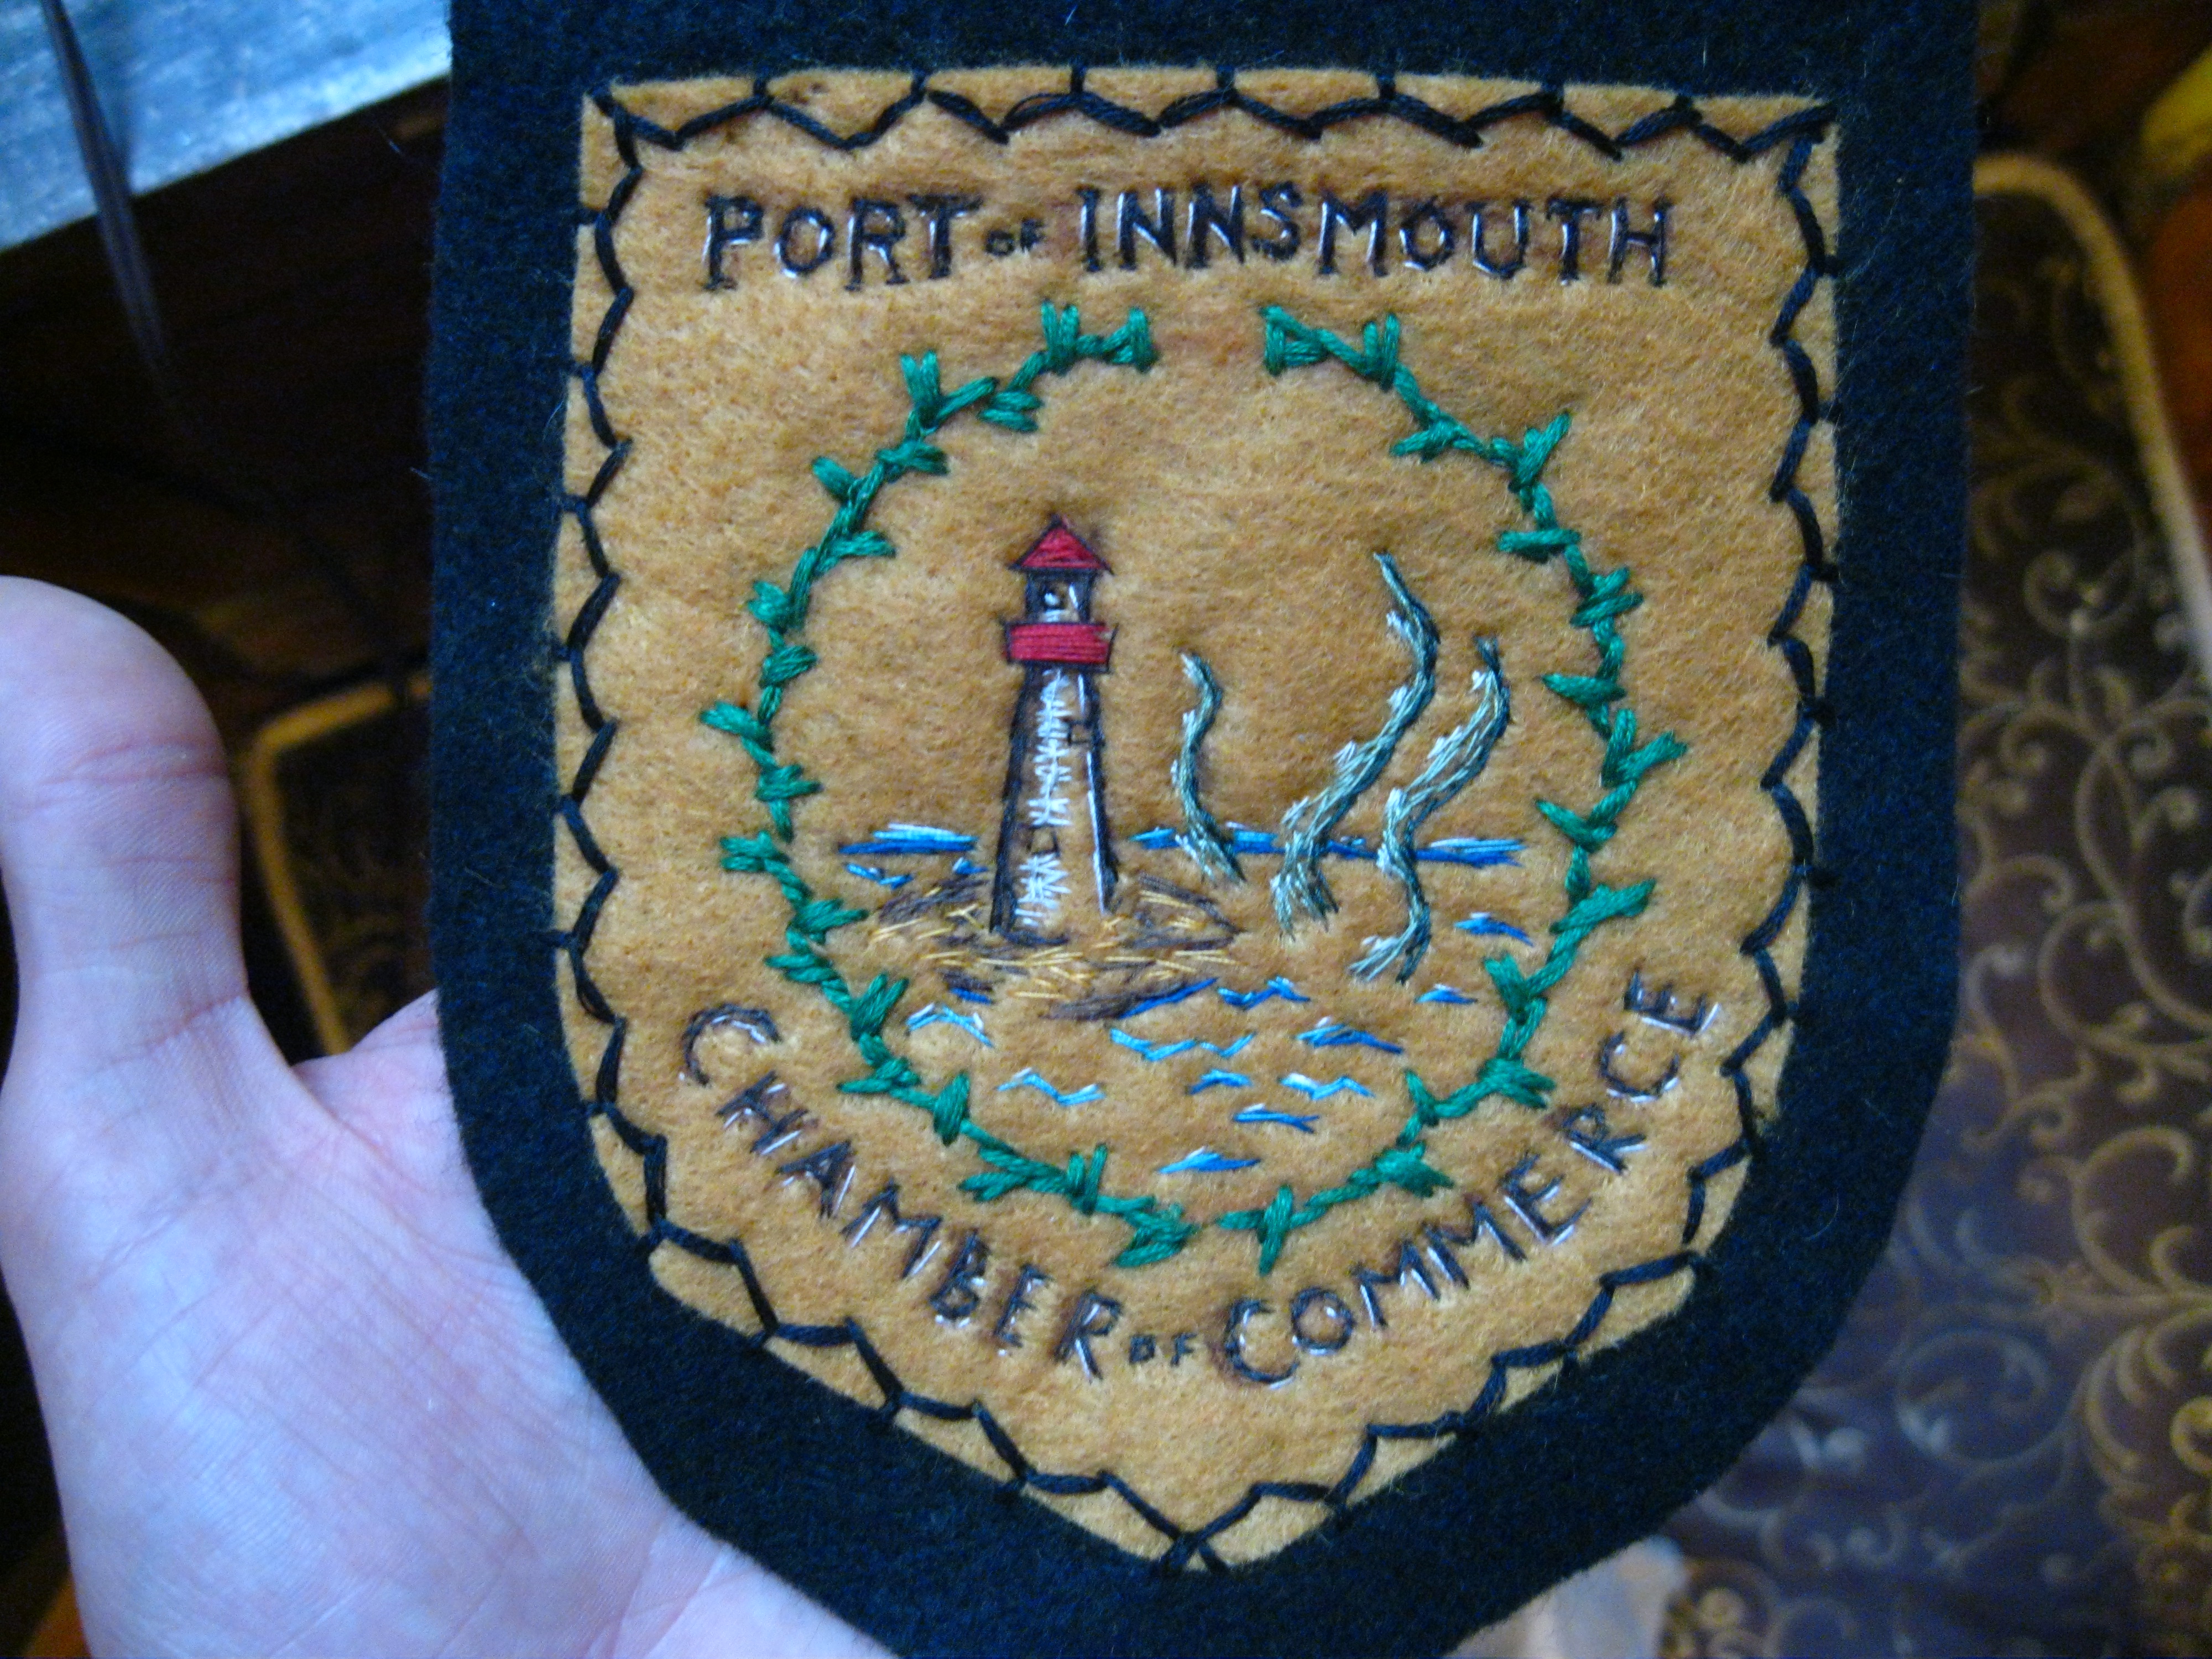 PORT OF INNSMOUTH
CHAMBER OF COMMERCE